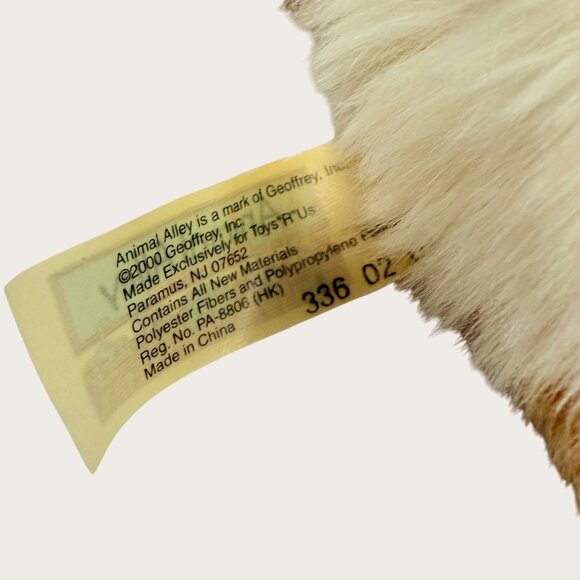 Animal Alley is a mark of Geoffrey, Inc.
©2000 Geoffrey, Inc.
Made Exclusively for Toys"R"Us
Paramus, NJ 07652
Contains All New Materials
Polyester Fibers and Polypropylene
Reg. No. PA-8806 (HK)
Made in China
336 02